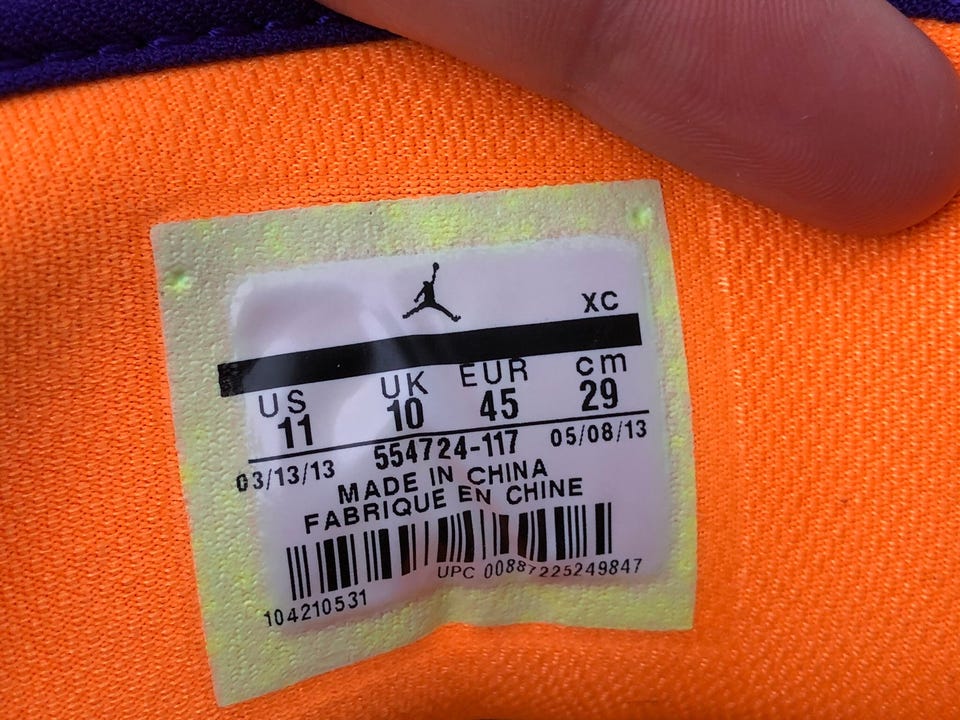 XC
US UK EUR cm
11 10 45 29
03/13/13 554724-117 05/08/13
MADE IN CHINA
FABRIQUE EN CHINE
UPC 00887225249847
104210531